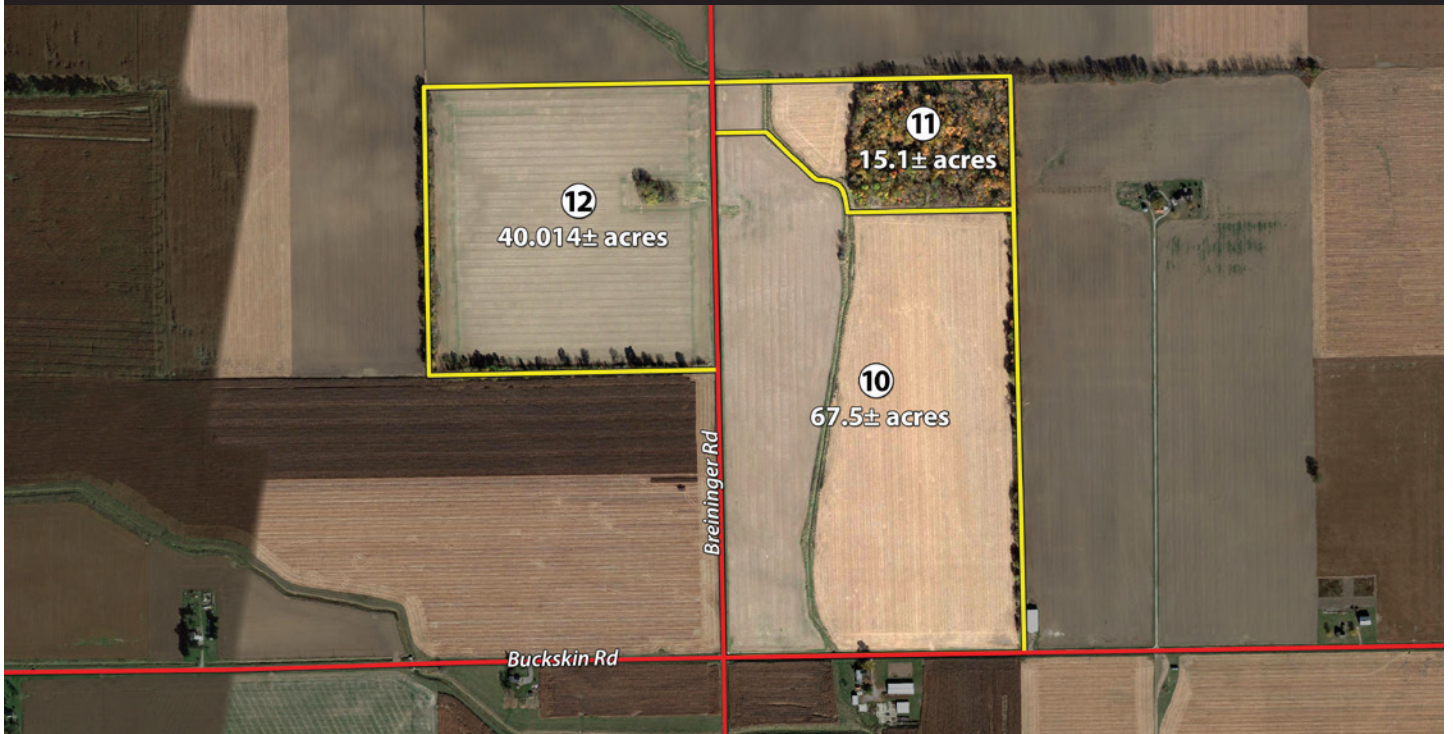 11
15.1± acres
12
40.014± acres
10
67.5± acres
Breininger Rd
Buckskin Rd